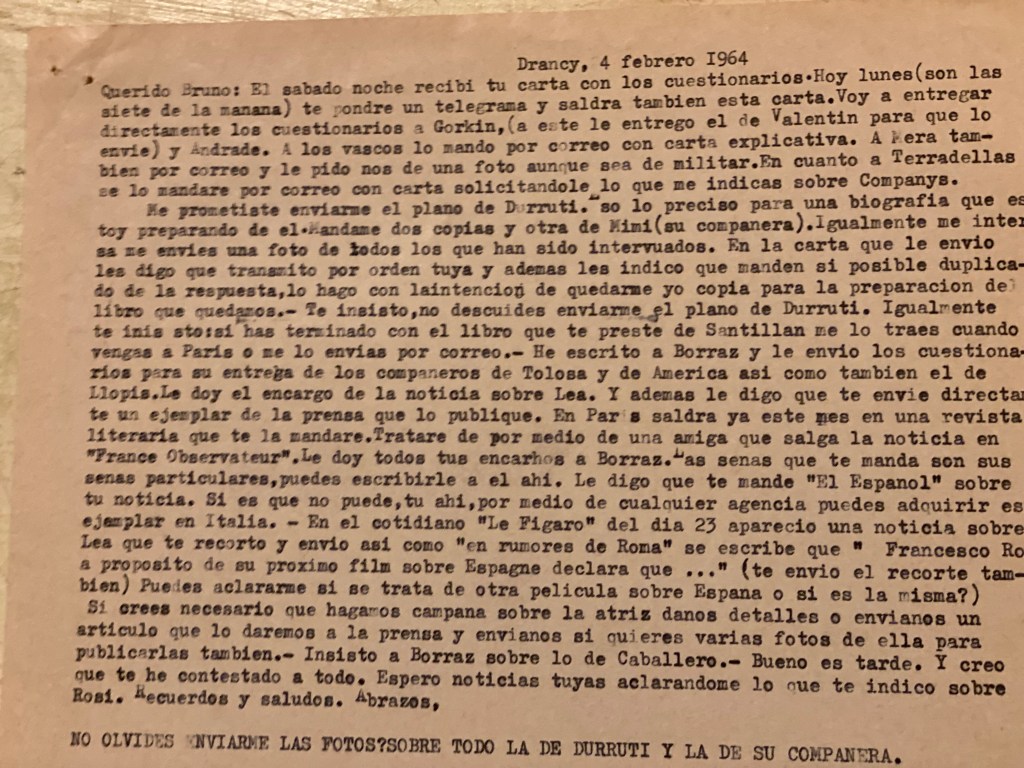 Drancy, 4 febrero I964
Querido Bruno: El sabado noche recibi tu carta con los cuestionarios.Hoy lunes(son las
siete de la manana) te pondre un telegrama y saldra tambien esta carta.Voy a entregar
directamente los cuestionarios a Gorkin,(a este le entrego el de Valentin para que lo
envie) y Andrade. A los vascos lo mando por correo con carta explicativa. A Mera tam-
bien por correo y le pido nos de una foto aunque sea de militar.En cuanto a Terradellas
se lo mandare por correo con carta solicitandole lo que me indicas sobre Companys.
Me prometiste enviarme el plano de Durruti.Eso lo preciso para una biografia que es
toy preparando de el.Mandame dos copias y otra de Mimi(su companera).Igualmente me inter
sa me envies una foto de todos los que han sido intervuados. En la carta que le envio
les digo que transmito por orden tuya y ademas les indico que manden si posible duplica-
do de la respuesta,lo hago con laintencion de quedarme yo copia para la preparacion del
libro que quedamos.- Te insisto,no descuides enviarme el plano de Durruti. Igualmente
te inis sto:si has terminado con el libro que te preste de Santillan me lo traes cuando
vengas a Paris o me lo envias por correo.- He escrito a Borraz y le envio los cuestiona-
rios para su entrega de los companeros de Tolosa y de America asi como tambien el de
Llopis.Le doy el encargo de la noticia sobre Lea. Y ademas le digo que te envie directa
te un ejemplar de la prensa que lo publique. En Par s saldra ya este mes en una revista
literaria que te la mandare.Tratare de por medio de una amiga que salga la noticia en
"France Observateur".Le doy todos tus encarhos a Borraz.Las senas que te manda son sus
senas particulares,puedes escribirle a el ahi. Le digo que te mande "El Espanol" sobre
tu noticia. Si es que no puede,tu ahi,por medio de cualquier agencia puedes adquirir es
ejemplar en Italia. - En el cotidiano "Le Figaro" del dia 23 aparecio una noticia sobre
Lea que te recorto y envio asi como "en rumores de Roma" se escribe que " Francesco Ro
a proposito de su proximo film sobre Espagne declara que ..." (te envio el recorte tam-
bien) Puedes aclararme si se trata de otra pelicula sobre Espana o si es la misma?)
Si crees necesario que hagamos campana sobre la atriz danos detalles o envianos un
articulo que lo daremos a la prensa y envianos si quieres varias fotos de ella para
publicarlas tambien.- Insisto a Borraz sobre lo de Caballero.- Bueno es tarde. Y creo
que te he contestado a todo. Espero noticias tuyas aclarandome lo que te indico sobre
Rosi. Recuerdos y saludos. Abrazos,
NO OLVIDES ENVIARME LAS FOTOS?SOBRE TODO LA DE DURRUTI Y LA DE SU COMPANERA.